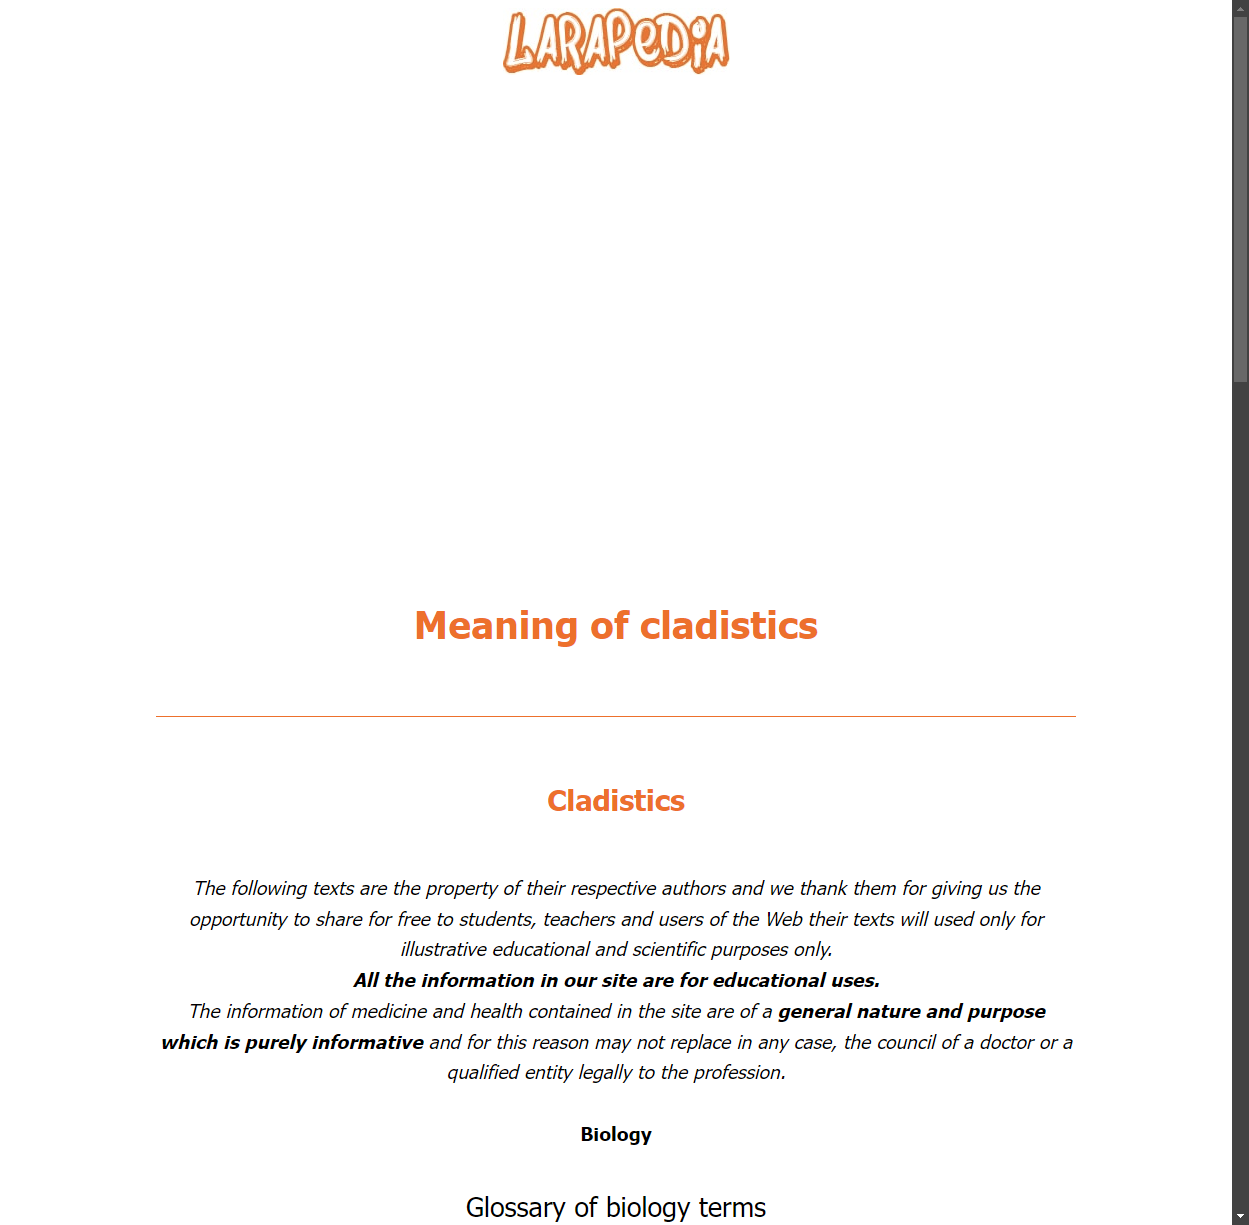 LARAPEDIA
Meaning of cladistics
Cladistics
The following texts are the property of their respective authors and we thank them for giving us the
opportunity to share for free to students, teachers and users of the Web their texts will used only for
illustrative educational and scientific purposes only.
All the information in our site are for educational uses.
The information of medicine and health contained in the site are of a general nature and purpose
which is purely informative and for this reason may not replace in any case, the council of a doctor or a
qualified entity legally to the profession.
Biology
Glossary of biology terms